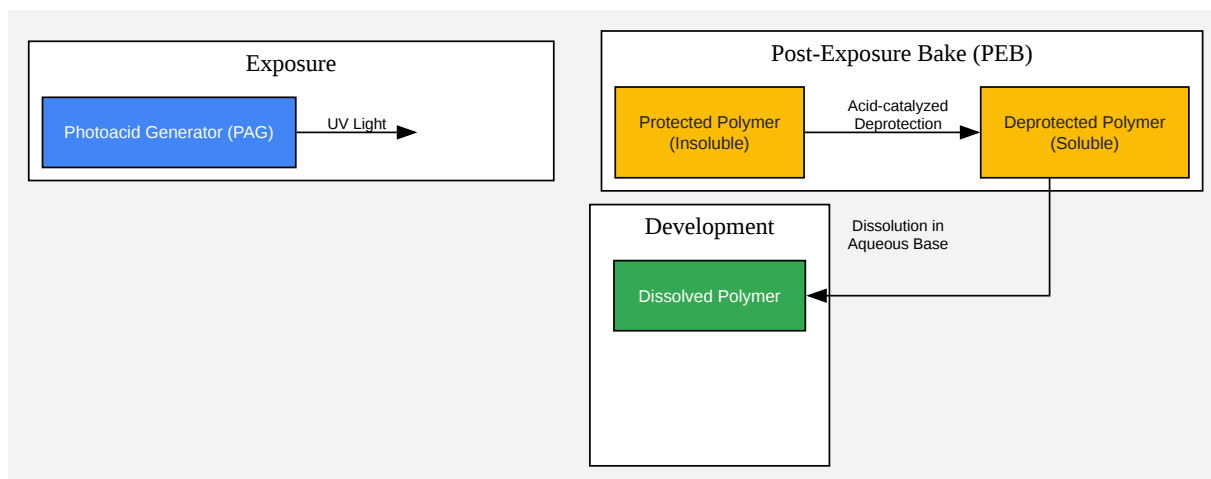 Exposure
Photoacid Generator (PAG)
UV Light
Post-Exposure Bake (PEB)
Protected Polymer
(Insoluble)
Acid-catalyzed
Deprotection
Deprotected Polymer
(Soluble)
Dissolution in
Aqueous Base
Development
Dissolved Polymer